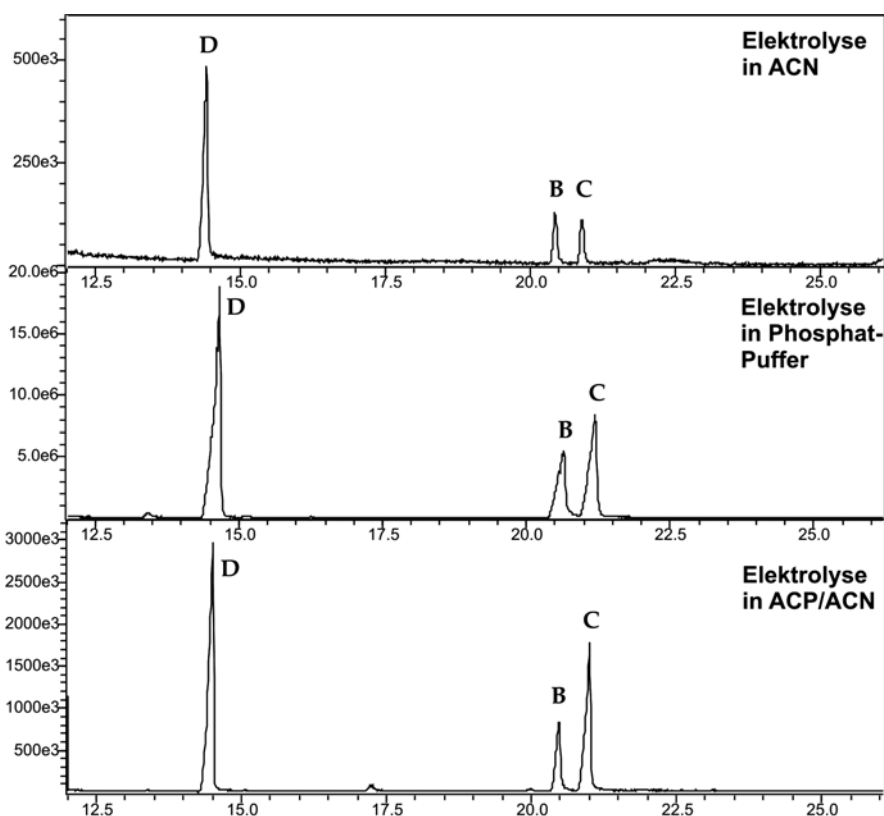 Elektrolyse
in ACN
D
500e3
250e3
B C
12.5 15.0 17.5 20.0 22.5 25.0
20.0e6
Elektrolyse
in Phosphat-
Puffer
D
15.0e6
10.0e6
5.0e6
B
C
12.5 15.0 17.5 20.0 22.5 25.0
3000e3
Elektrolyse
in ACP/ACN
D
2500e3
2000e3
1500e3
1000e3
500e3
B
C
12.5 15.0 17.5 20.0 22.5 25.0